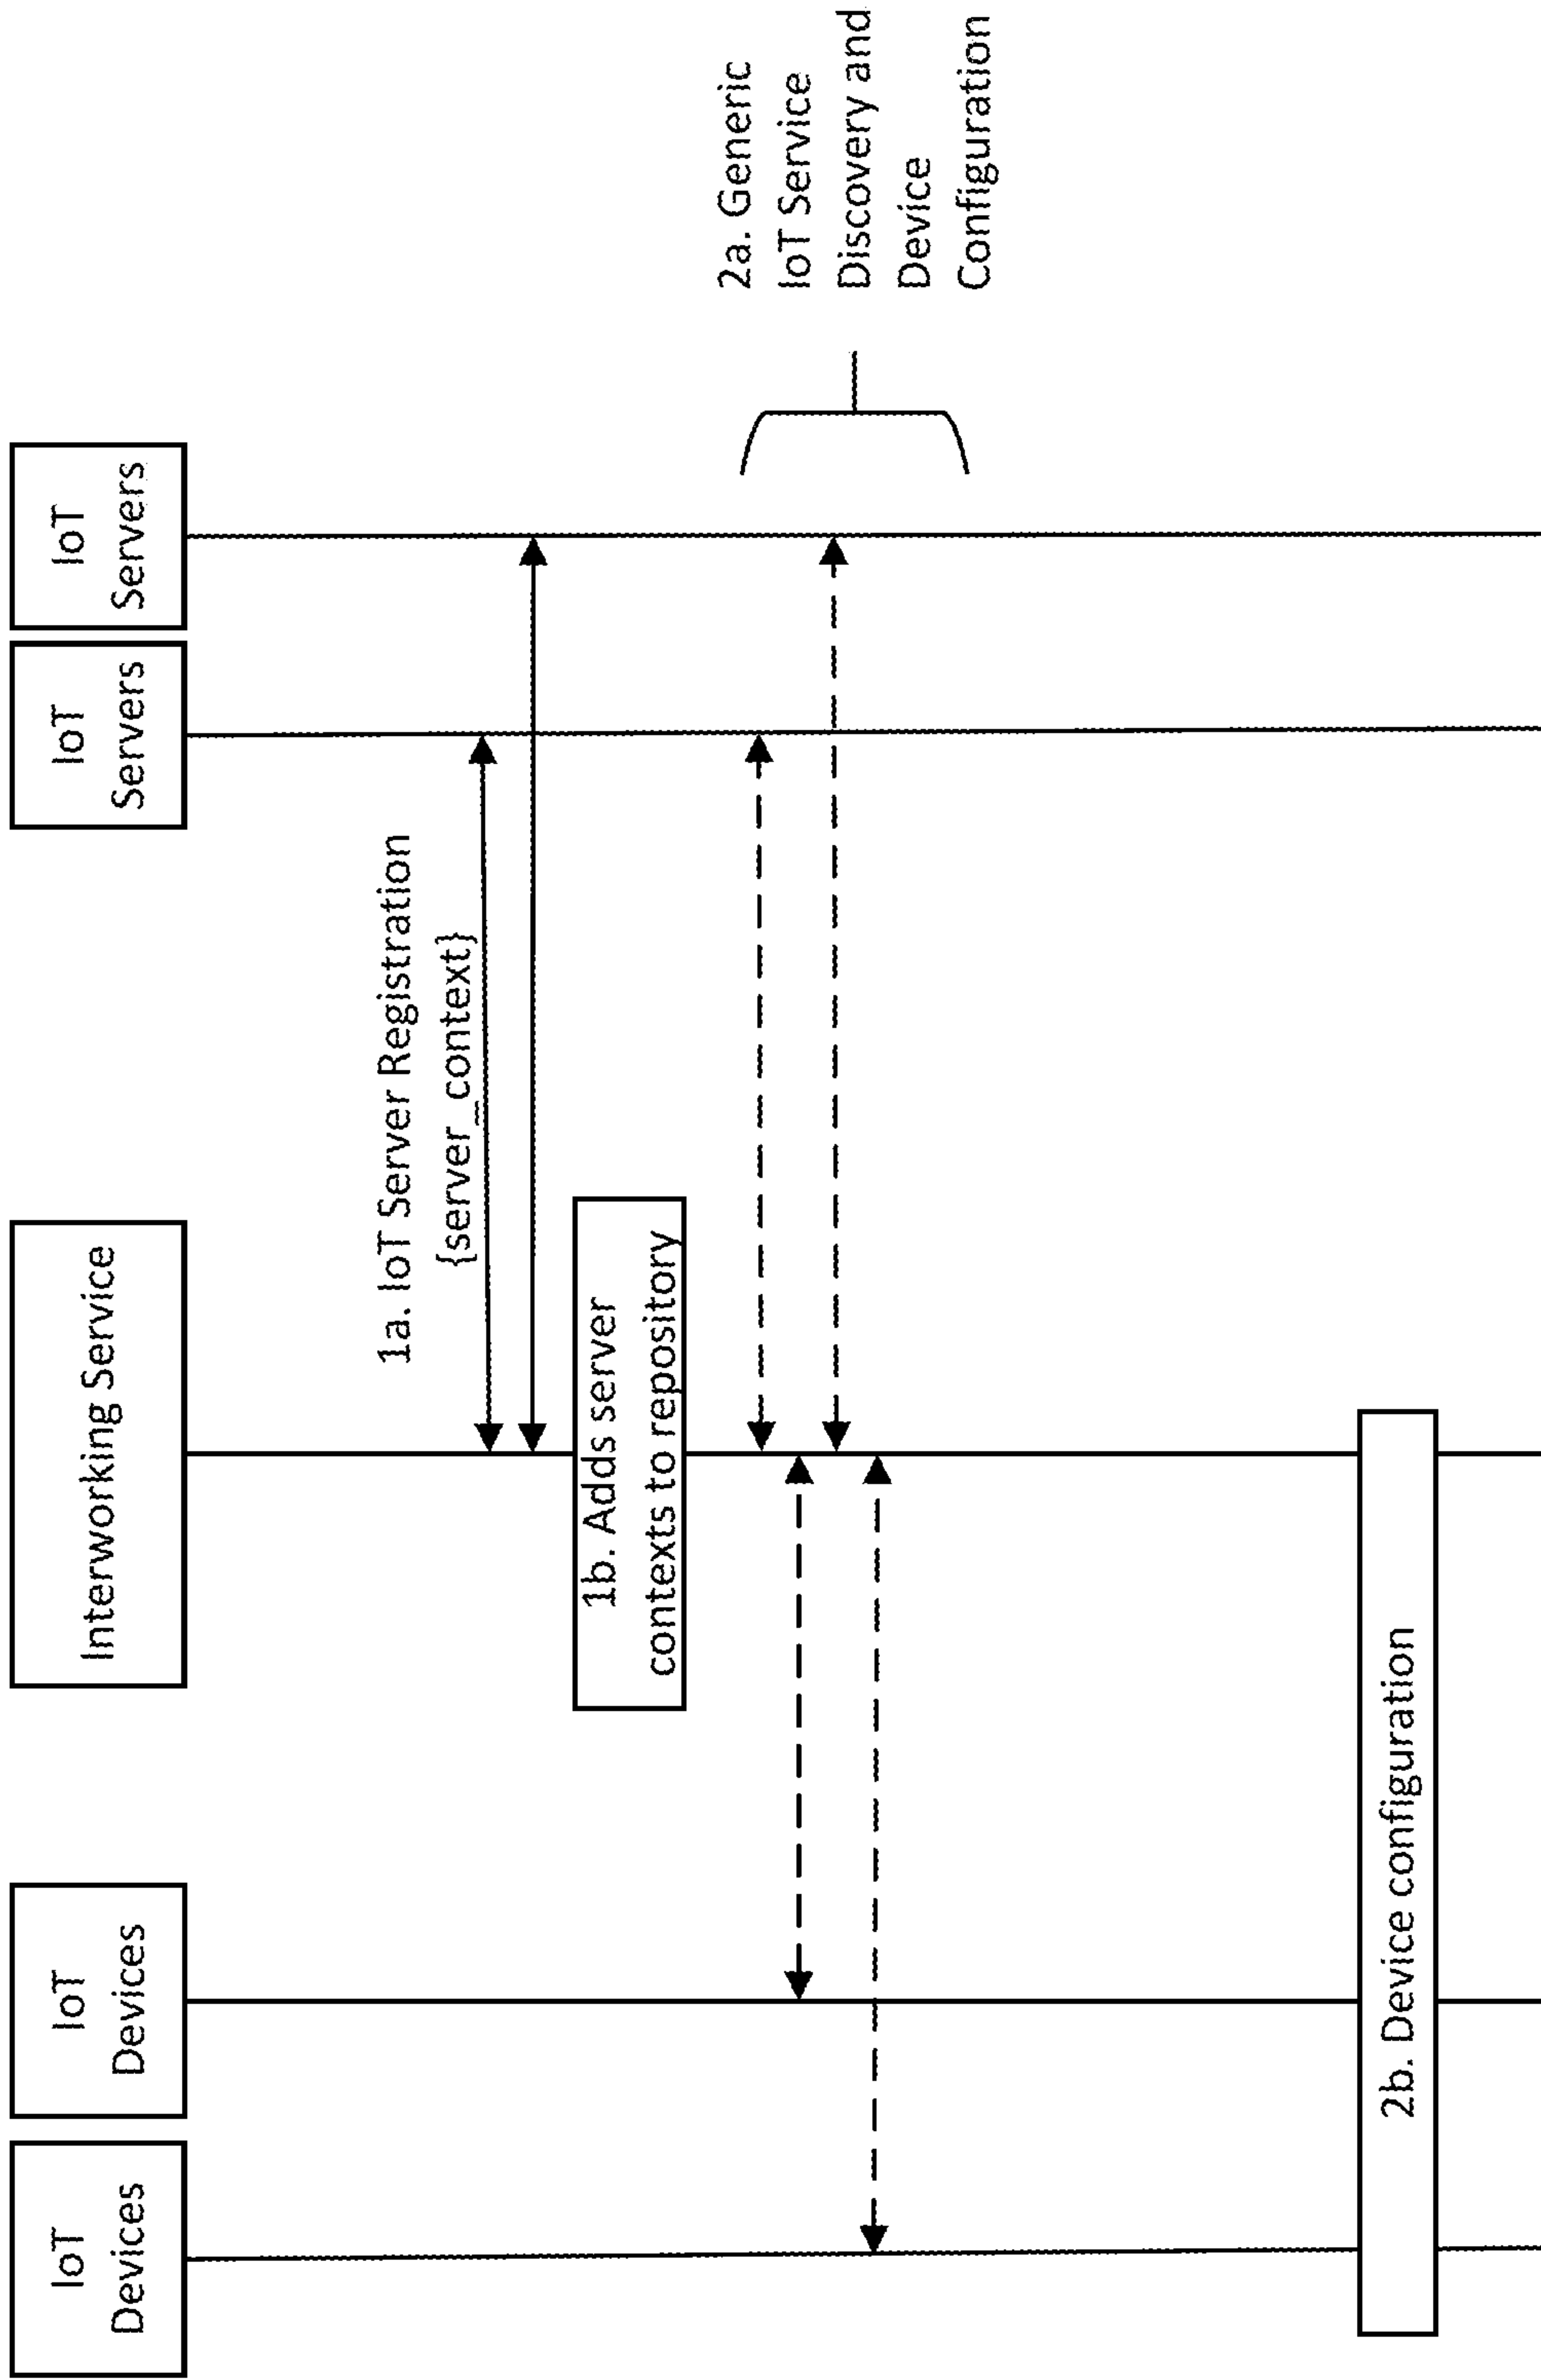 IoT
Devices
IoT
Devices
Interworking Service
IoT
Servers
IoT
Servers
1a. IoT Server Registration
{server_context}
1b. Adds server
contexts to repository
2a. Generic
IoT Service
Discovery and
Device
Configuration
2b. Device configuration